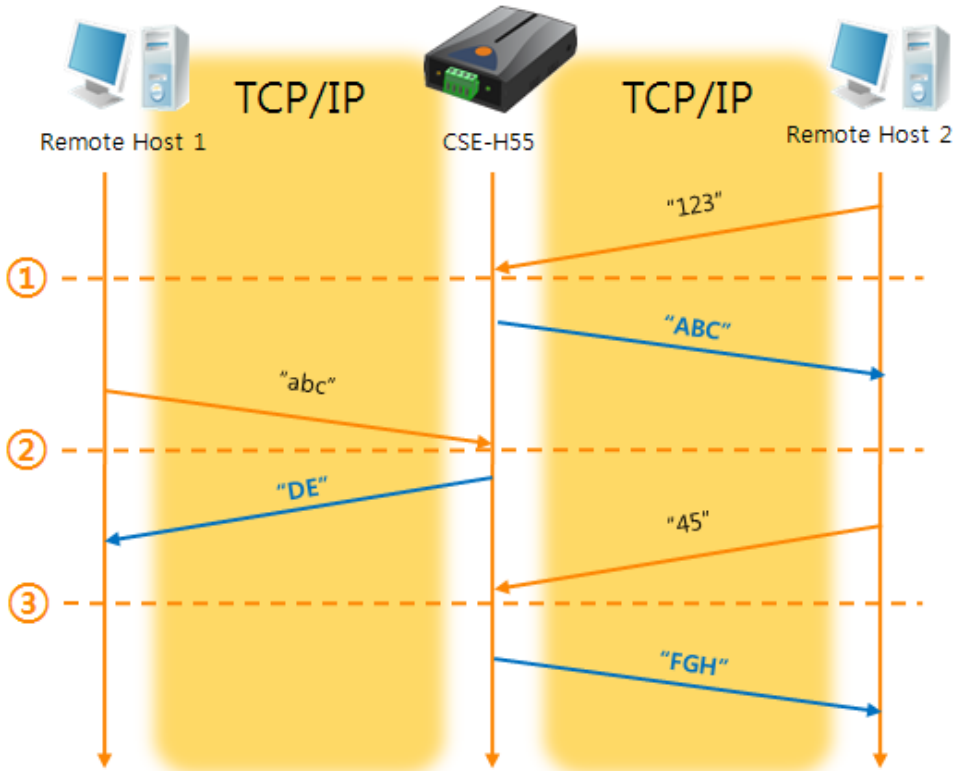 TCP/IP
TCP/IP
Remote Host 1
CSE-H55
Remote Host 2
"123"
①
"ABC"
"abc"
②
"DE"
"45"
③
"FGH"